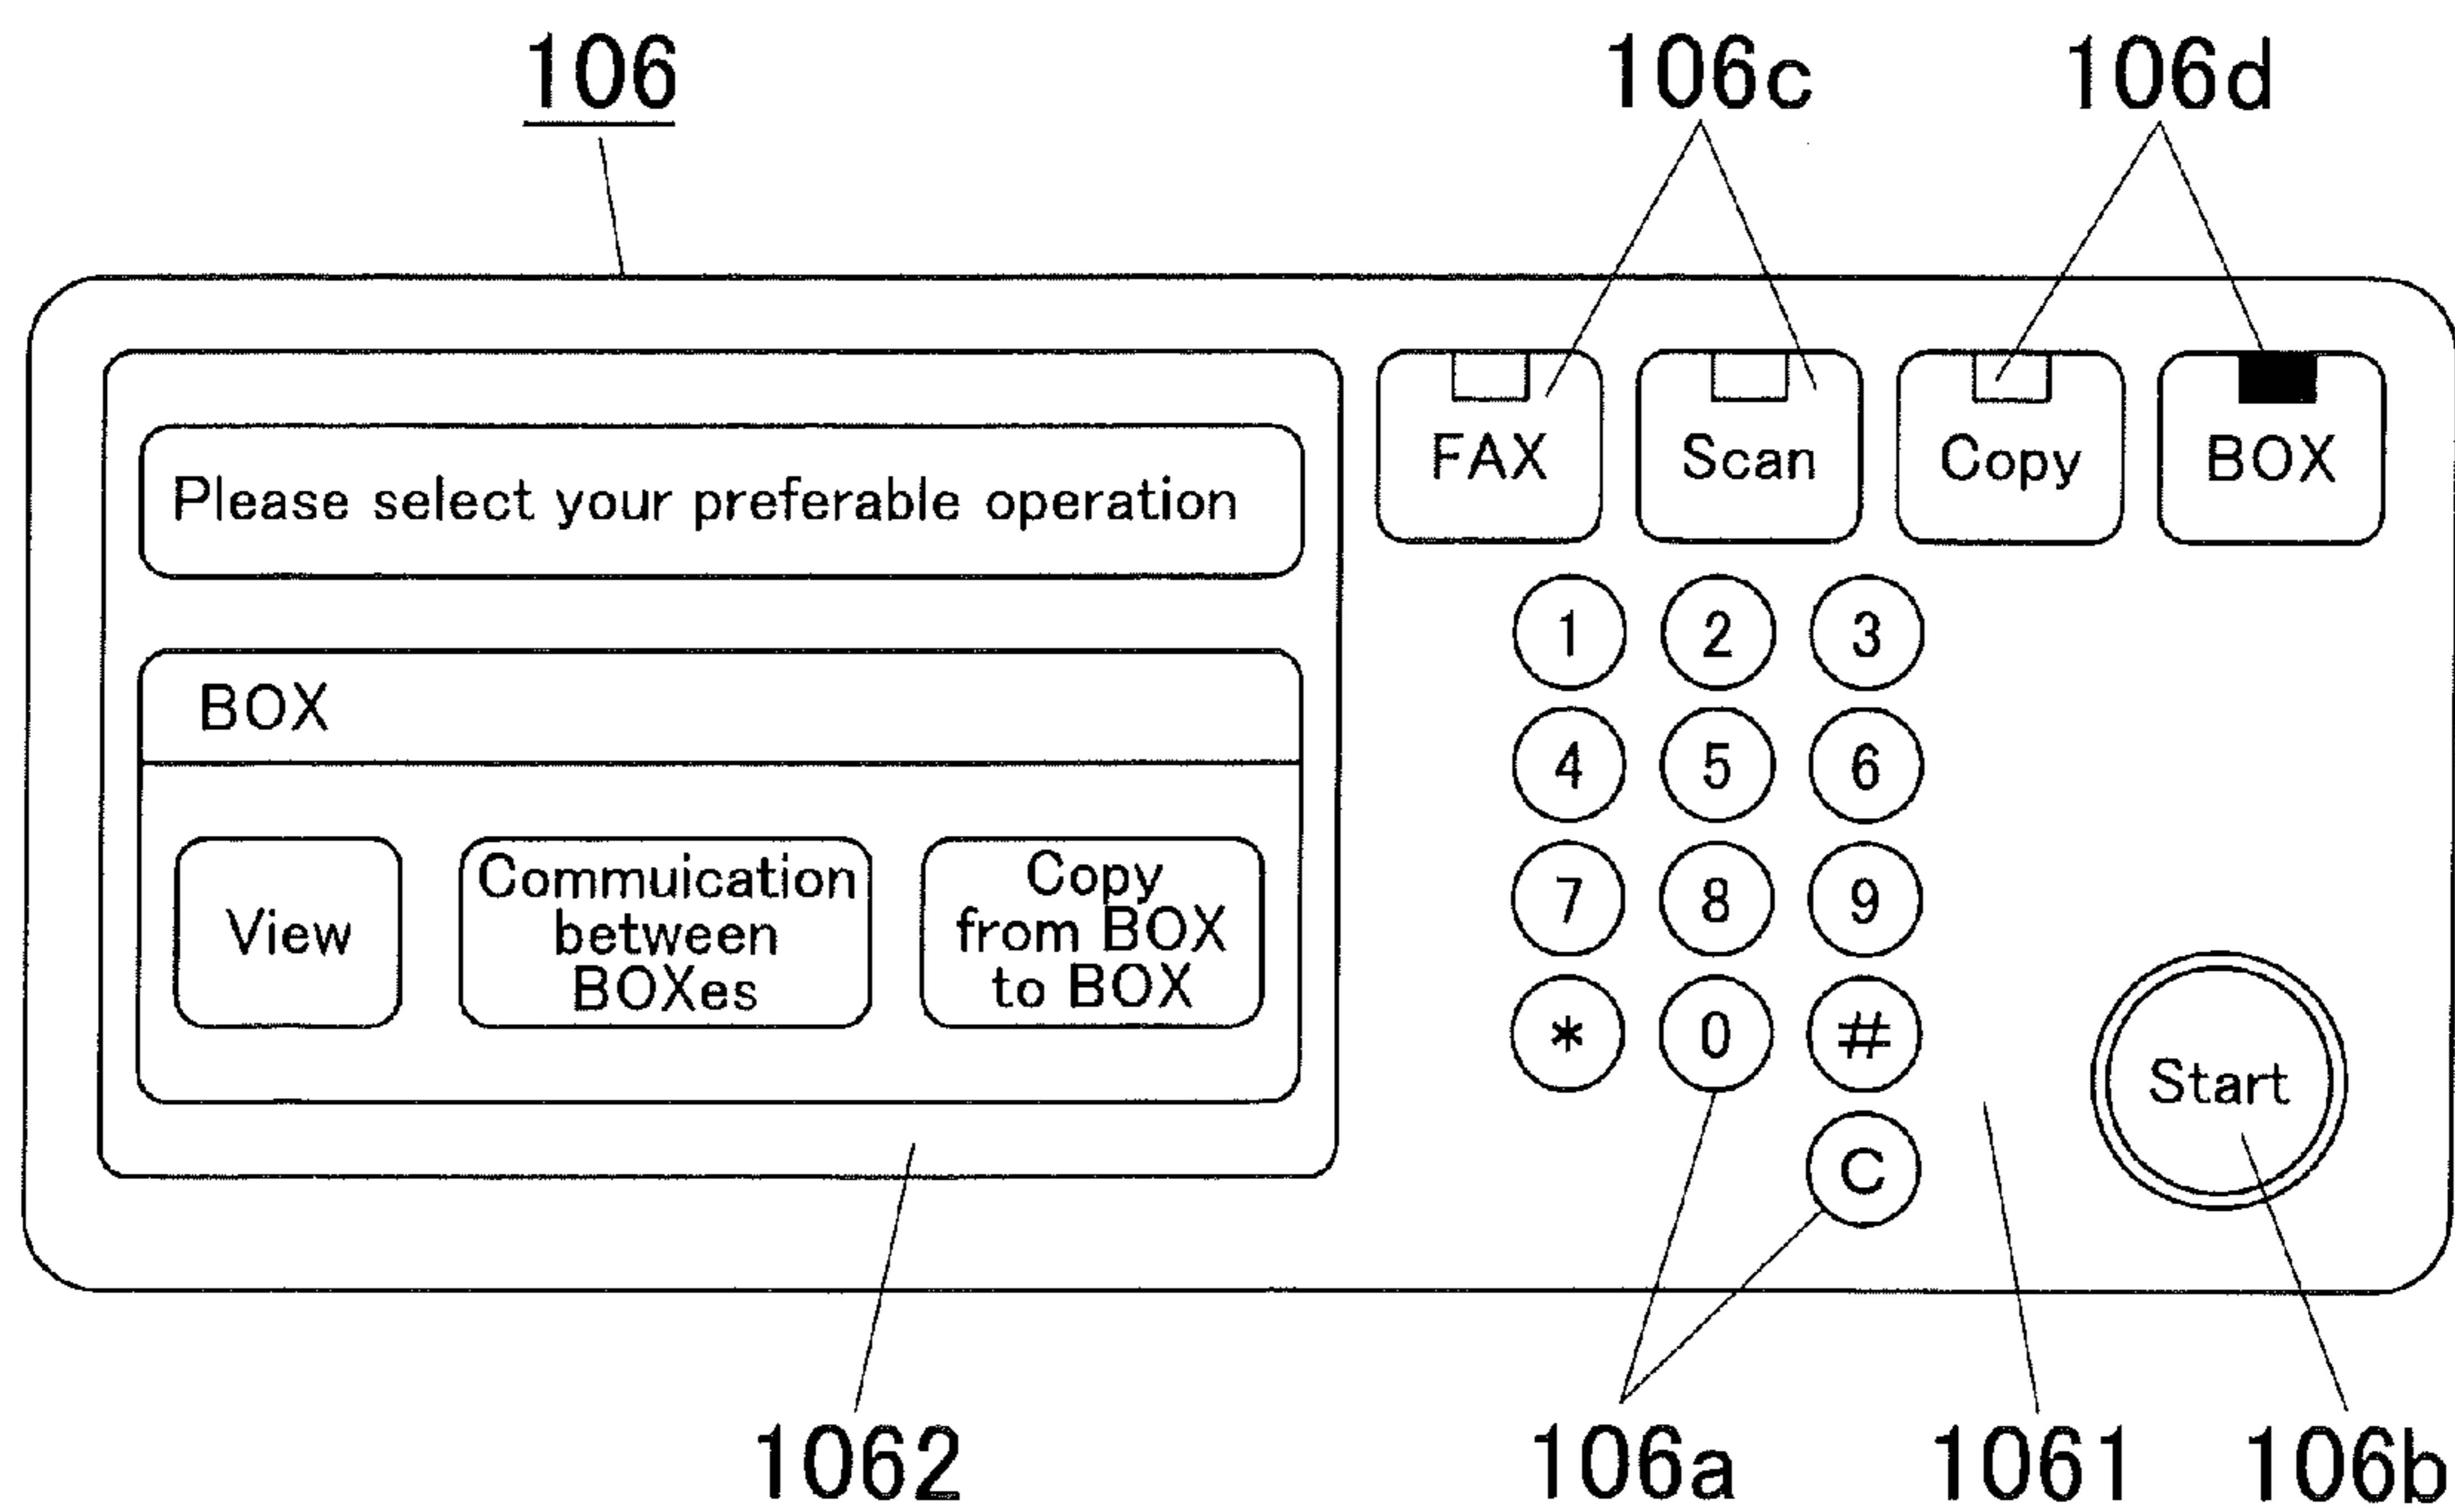 106
106c
106d
FAX
Scan
Copy
BOX
Please select your preferable operation
BOX
View
Commuication
between
BOXes
Copy
from BOX
to BOX
1 2 3
4 5 6
7 8 9
* 0 #
C
Start
1062
106a
1061
106b